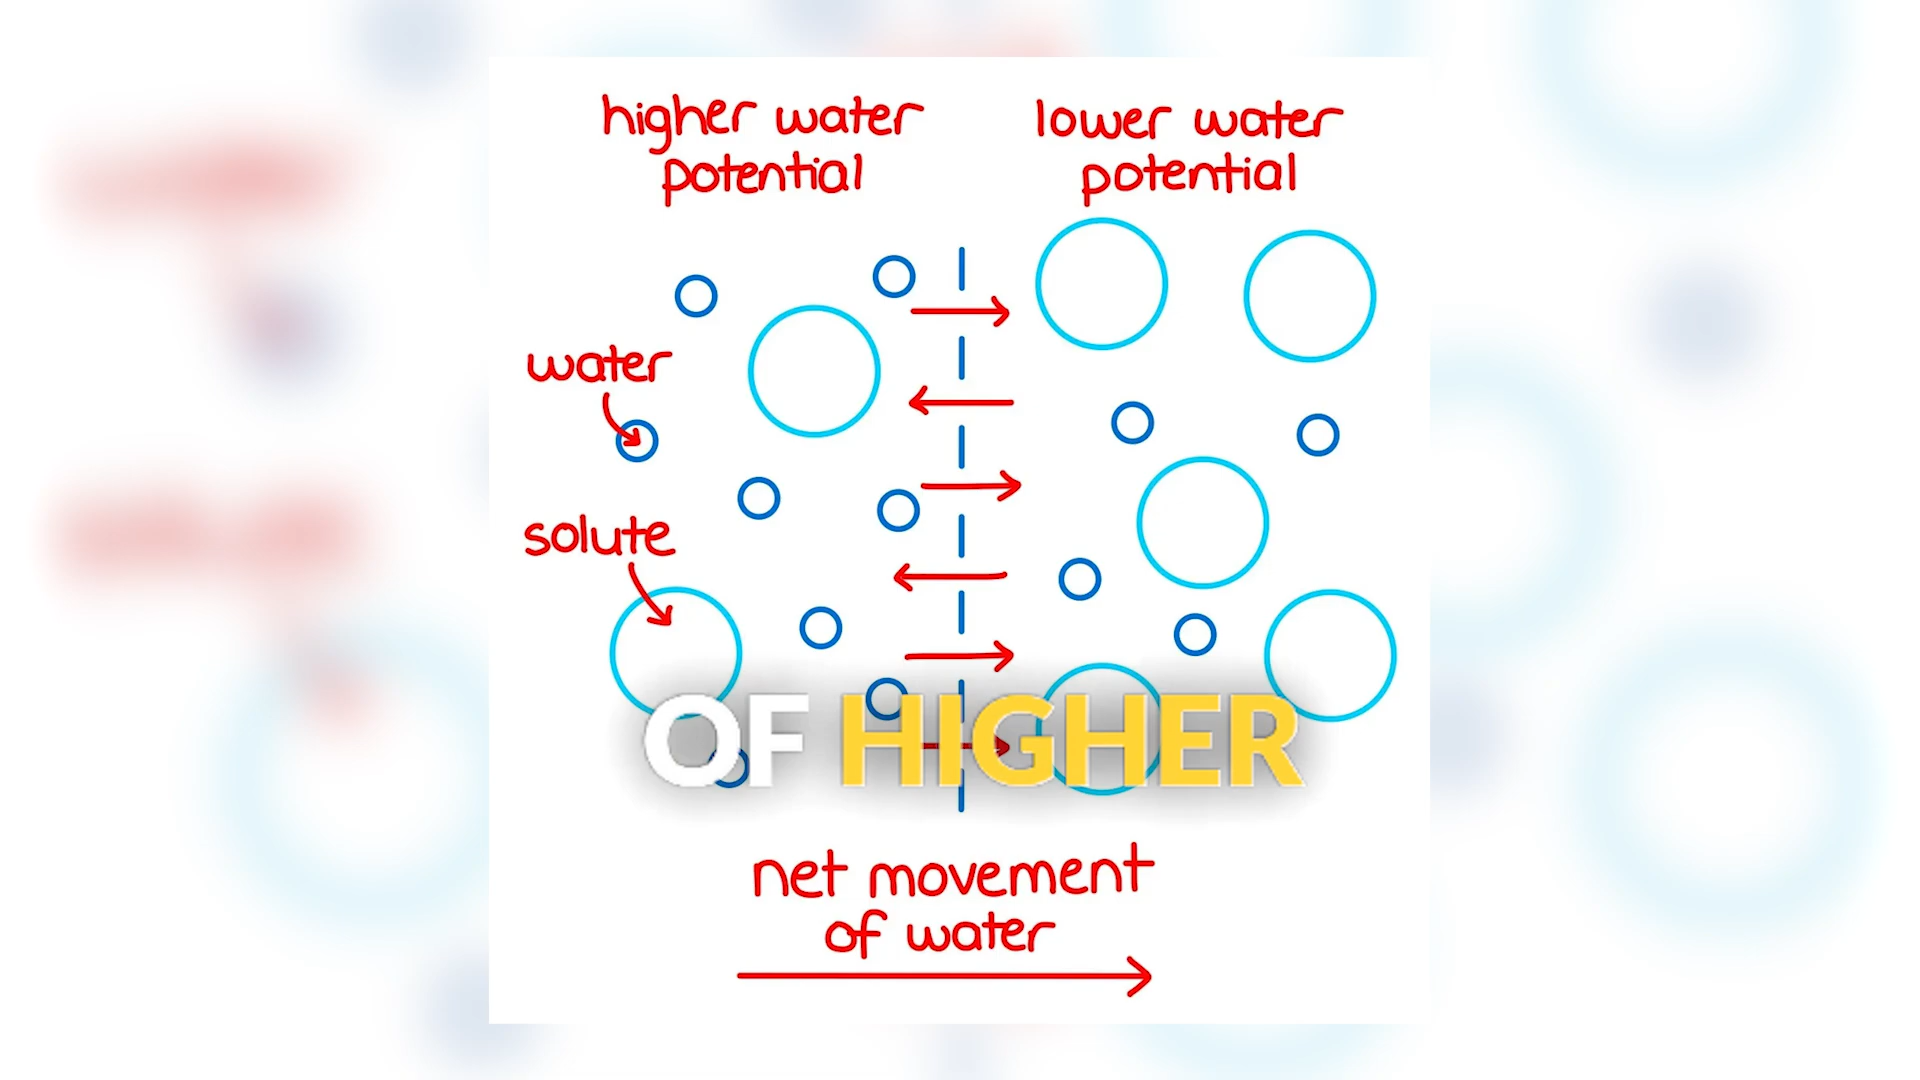 higher water
potential
lower water
potential
water
solute
OF HIGHER
net movement
of water